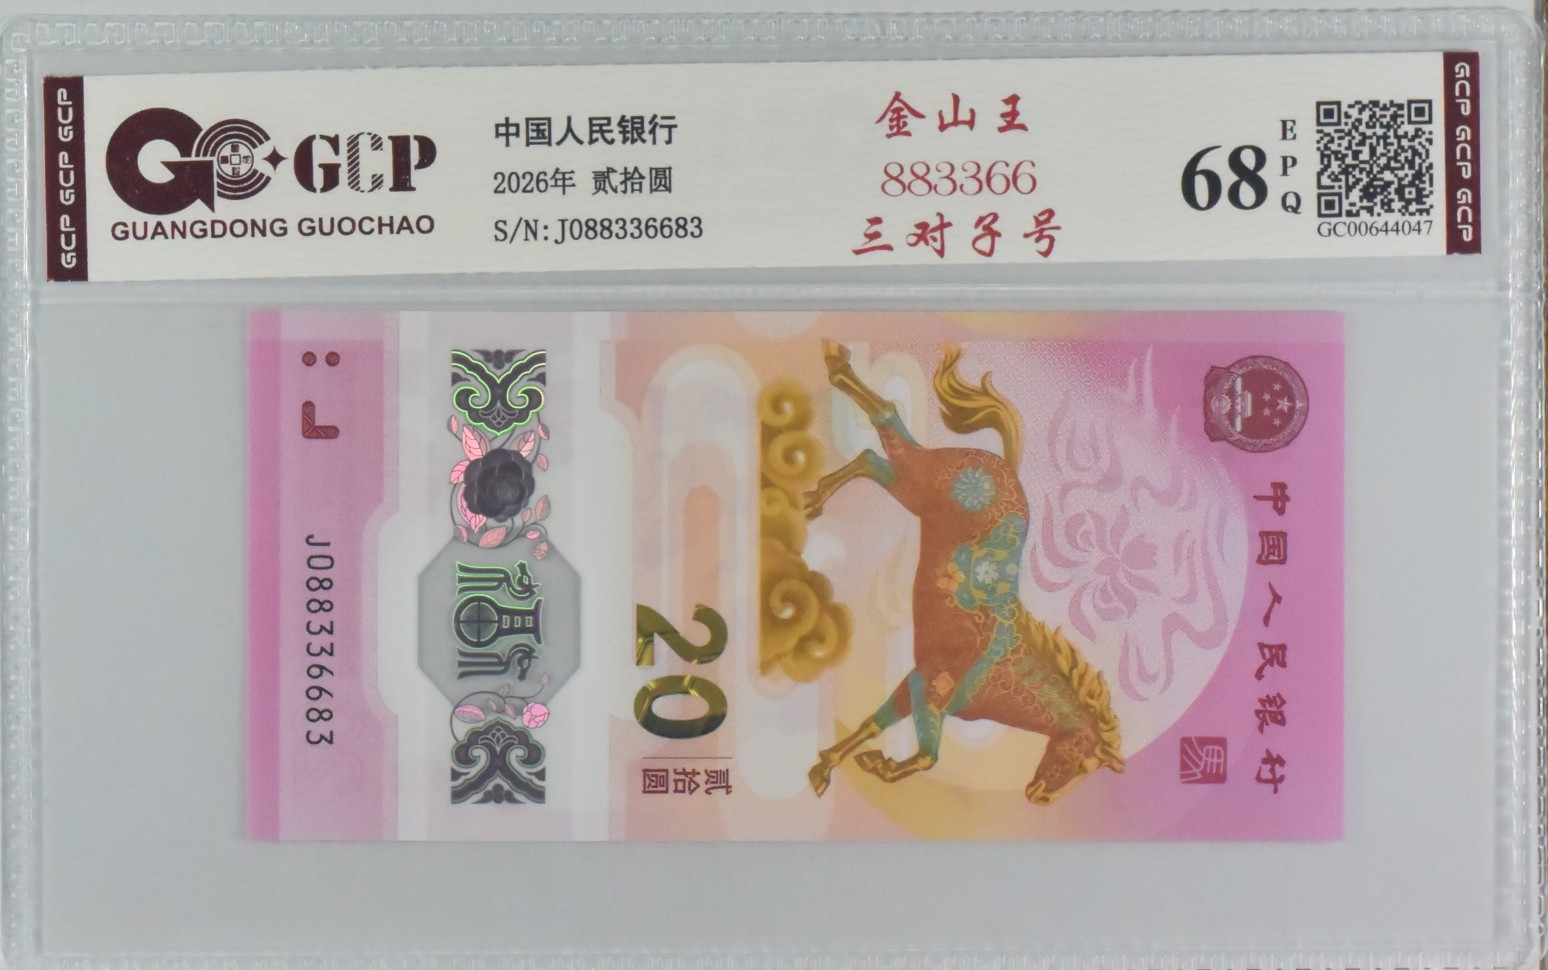 GCP GCP GCP
GCP
GUANGDONG GUOCHAO
中国人民银行
2026年 贰拾圆
S/N:J088336683
金山王
883366
三对子号
68
EPQ
GC00644047
GCP GCP GCP
中国人民银行
20
贰拾圆
J088336683